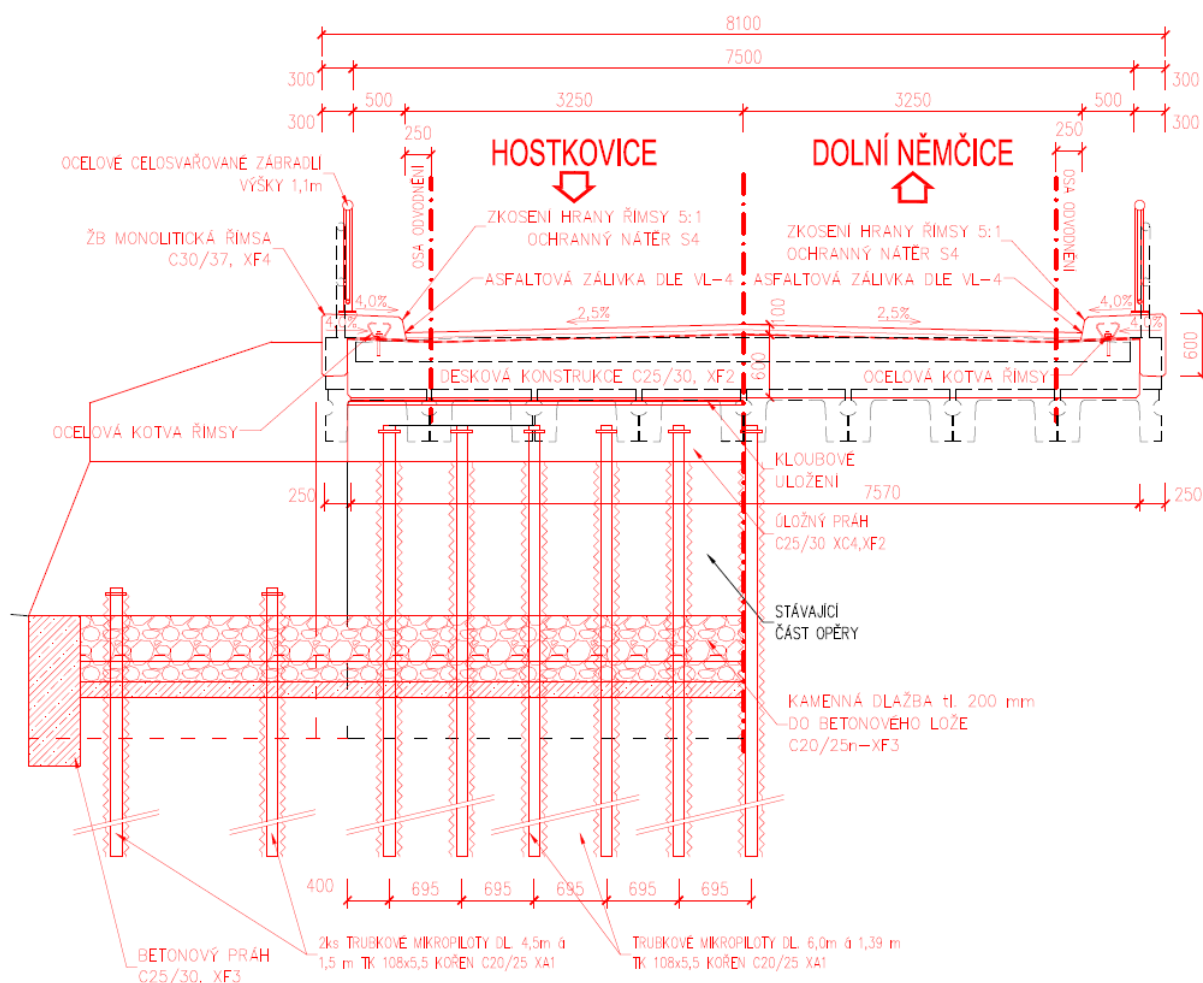 8100
300 7500 300
300 500 3250 3250 500 300
250 250
HOSTKOVICE
DOLNÍ NĚMČICE
OCELOVÉ CELOSVAŘOVANÉ ZÁBRADLÍ
VÝŠKY 1,1m
OSA ODVODNĚNÍ
OSA ODVODNĚNÍ
ŽB MONOLITICKÁ ŘÍMSA
C30/37, XF4
ZKOSENÍ HRANY ŘÍMSY 5:1
OCHRANNÝ NÁTĚR S4
ZKOSENÍ HRANY ŘÍMSY 5:1
OCHRANNÝ NÁTĚR S4
ASFALTOVÁ ZÁLIVKA DLE VL-4
ASFALTOVÁ ZÁLIVKA DLE VL-4
4,0% 2,5% 100 2,5% 4,0%
600
DESKOVÁ KONSTRUKCE C25/30, XF2
600
OCELOVÁ KOTVA ŘÍMSY
OCELOVÁ KOTVA ŘÍMSY
KLOUBOVÉ
ULOŽENÍ
250 7570 250
ÚLOŽNÝ PRÁH
C25/30 XC4,XF2
STÁVAJÍCÍ
ČÁST OPĚRY
KAMENNÁ DLAŽBA tl. 200 mm
DO BETONOVÉHO LOŽE
C20/25n-XF3
400 695 695 695 695 695
BETONOVÝ PRÁH
C25/30, XF3
2ks TRUBKOVÉ MIKROPILOTY DL. 4,5m á
1,5 m TK 108x5,5 KOŘEN C20/25 XA1
TRUBKOVÉ MIKROPILOTY DL. 6,0m á 1,39 m
TK 108x5,5 KOŘEN C20/25 XA1